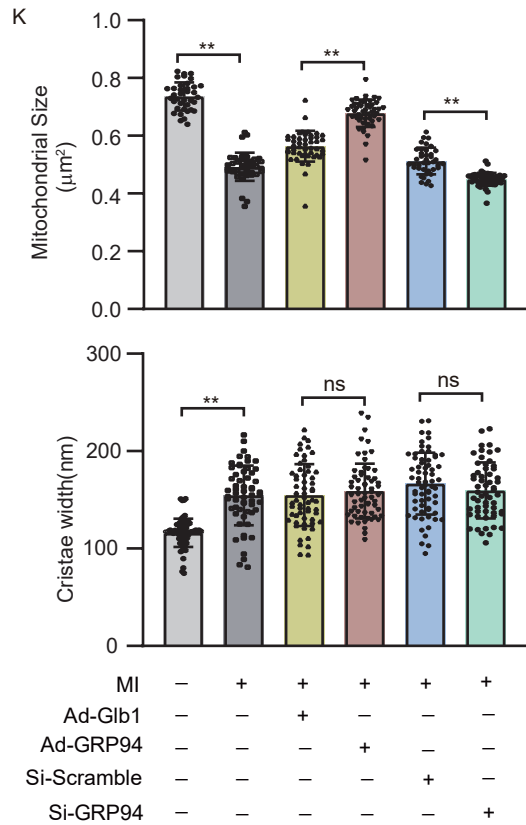 K
Mitochondrial Size
(μm²)
1.0
0.8
0.6
0.4
0.2
0.0
** ** **
Cristae width(nm)
300
200
100
0
** ns ns
MI – + + + + +
Ad-Glb1 – – + – – –
Ad-GRP94 – – – + – –
Si-Scramble – – – – + –
Si-GRP94 – – – – – +